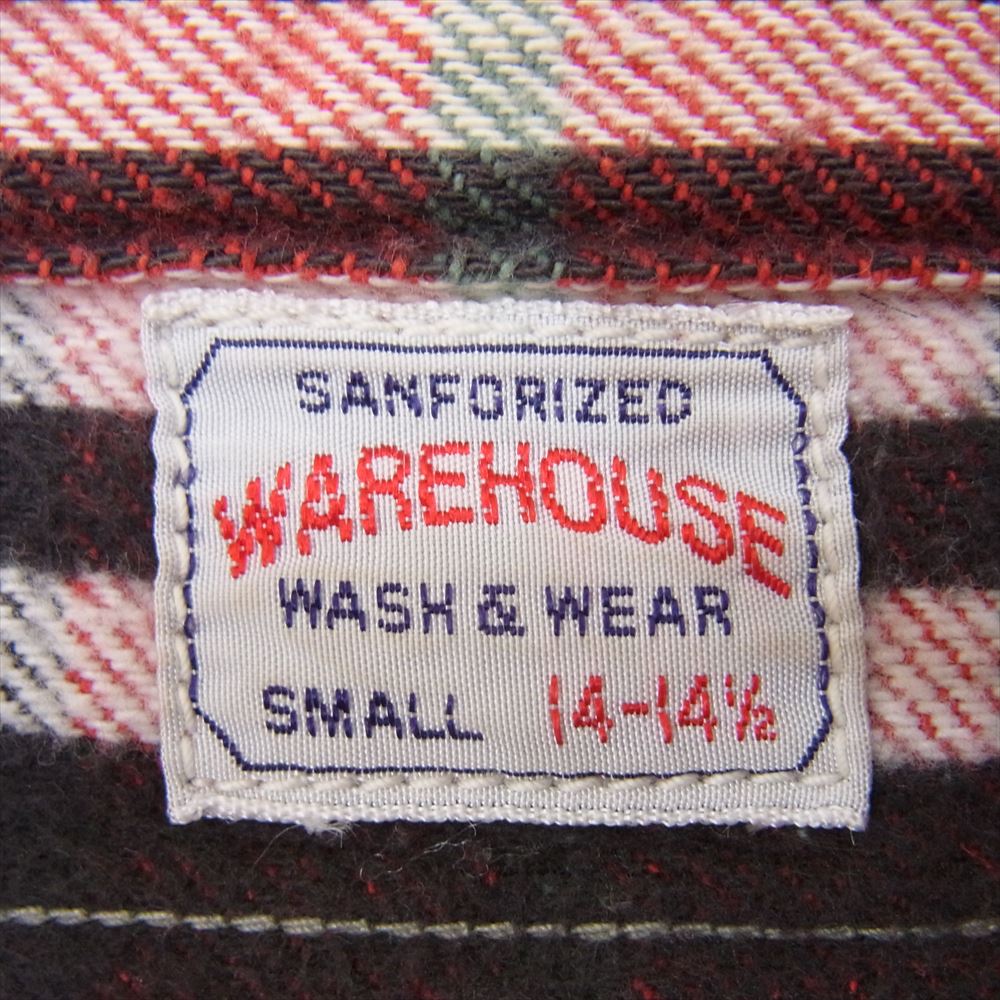 SANFORIZED
WAREHOUSE
WASH & WEAR
SMALL 14-14½